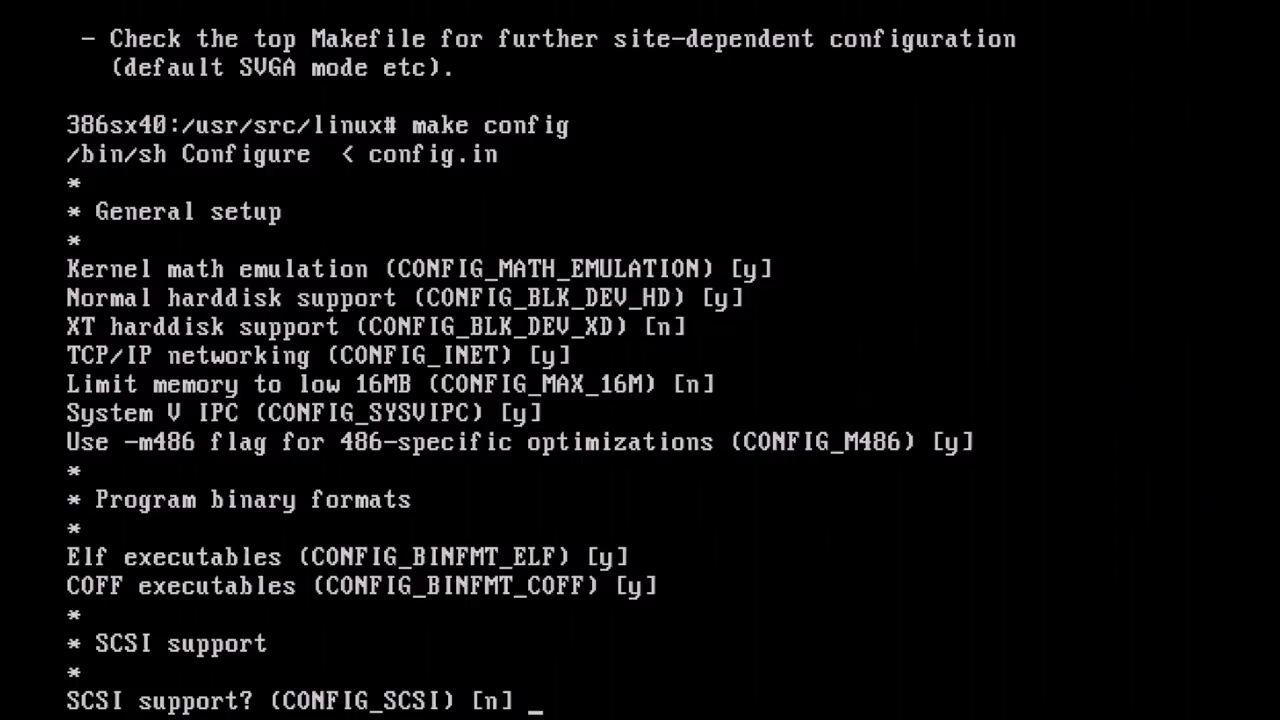 - Check the top Makefile for further site-dependent configuration
(default SVGA mode etc).
386sx40:/usr/src/linux# make config
/bin/sh Configure  < config.in
*
* General setup
*
Kernel math emulation (CONFIG_MATH_EMULATION) [y]
Normal harddisk support (CONFIG_BLK_DEV_HD) [y]
XT harddisk support (CONFIG_BLK_DEV_XD) [n]
TCP/IP networking (CONFIG_INET) [y]
Limit memory to low 16MB (CONFIG_MAX_16M) [n]
System V IPC (CONFIG_SYSVIPC) [y]
Use -m486 flag for 486-specific optimizations (CONFIG_M486) [y]
*
* Program binary formats
*
Elf executables (CONFIG_BINFMT_ELF) [y]
COFF executables (CONFIG_BINFMT_COFF) [y]
*
* SCSI support
*
SCSI support? (CONFIG_SCSI) [n] _